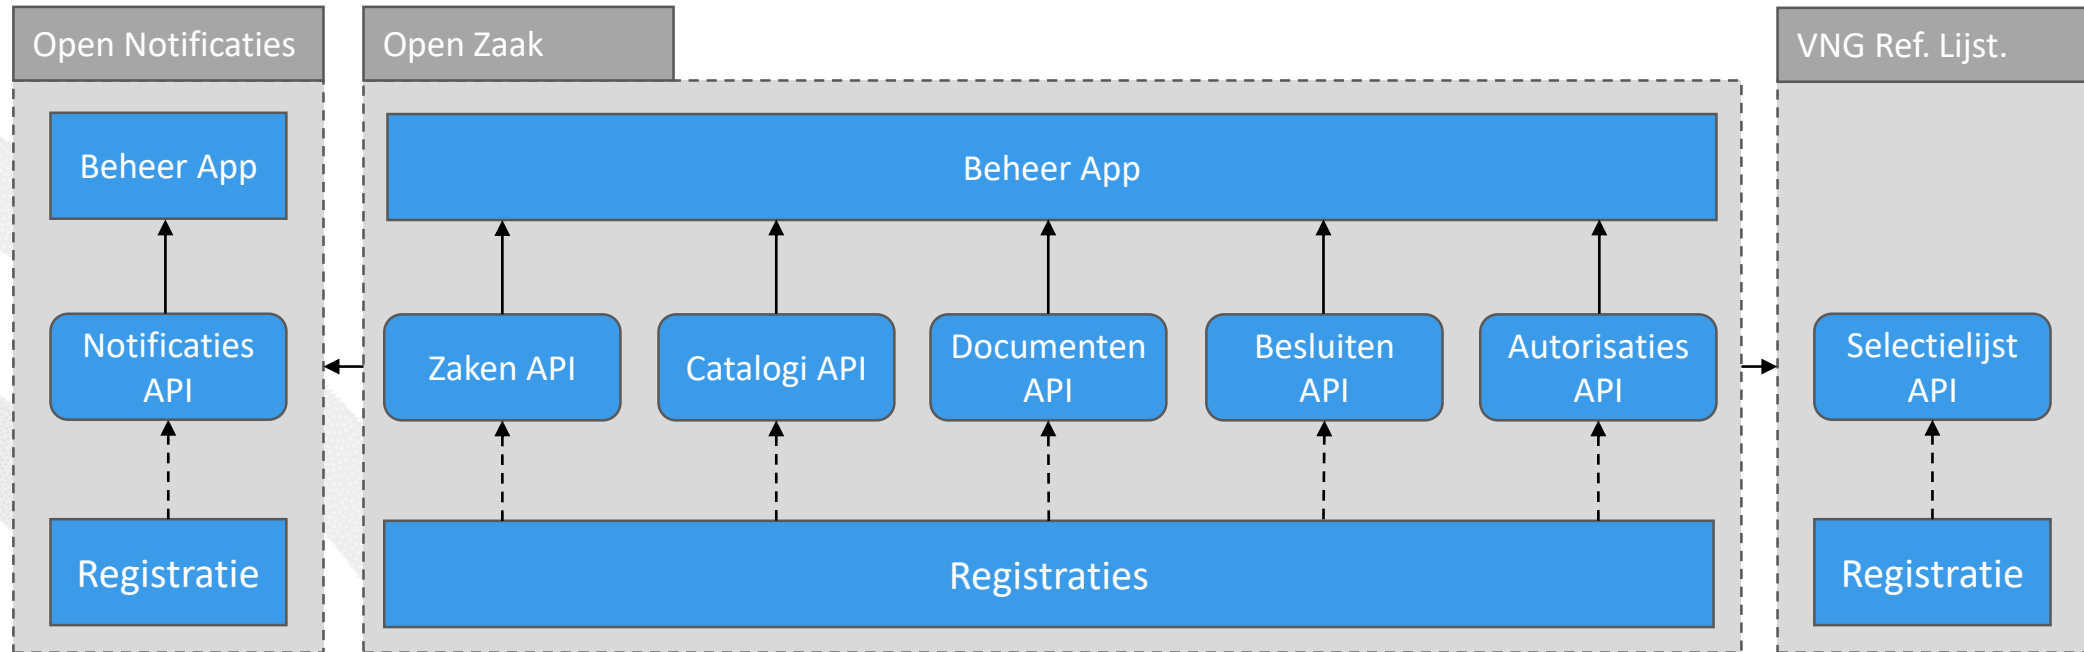 Open Notificaties
Open Zaak
VNG Ref. Lijst.
Beheer App
Beheer App
Notificaties
API
Zaken API
Catalogi API
Documenten
API
Besluiten
API
Autorisaties
API
Selectielijst
API
Registratie
Registraties
Registratie